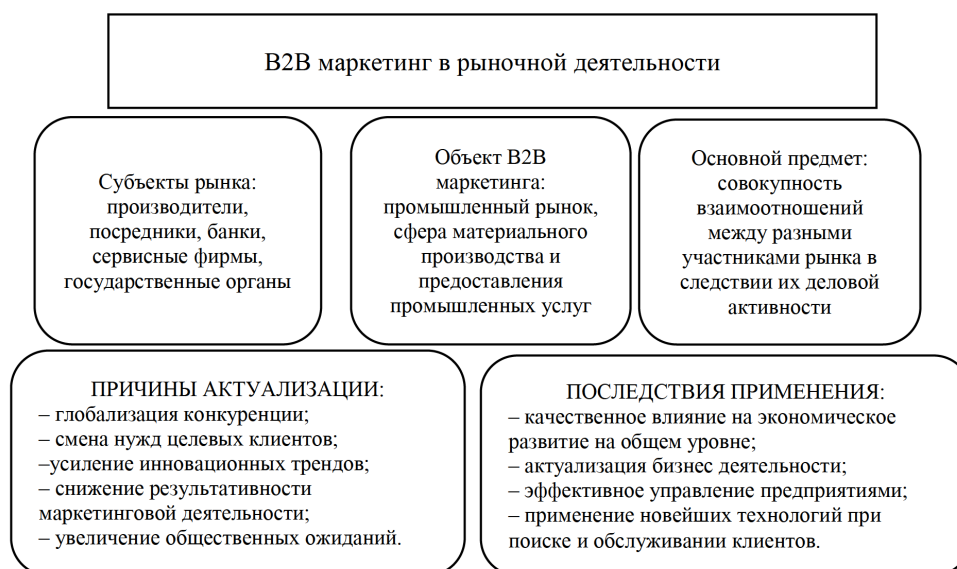 B2B маркетинг в рыночной деятельности
Субъекты рынка:
производители,
посредники, банки,
сервисные фирмы,
государственные органы
Объект B2B
маркетинга:
промышленный рынок,
сфера материального
производства и
предоставления
промышленных услуг
Основной предмет:
совокупность
взаимоотношений
между разными
участниками рынка в
следствии их деловой
активности
ПРИЧИНЫ АКТУАЛИЗАЦИИ:
– глобализация конкуренции;
– смена нужд целевых клиентов;
–усиление инновационных трендов;
– снижение результативности
маркетинговой деятельности;
– увеличение общественных ожиданий.
ПОСЛЕДСТВИЯ ПРИМЕНЕНИЯ:
– качественное влияние на экономическое
развитие на общем уровне;
– актуализация бизнес деятельности;
– эффективное управление предприятиями;
– применение новейших технологий при
поиске и обслуживании клиентов.